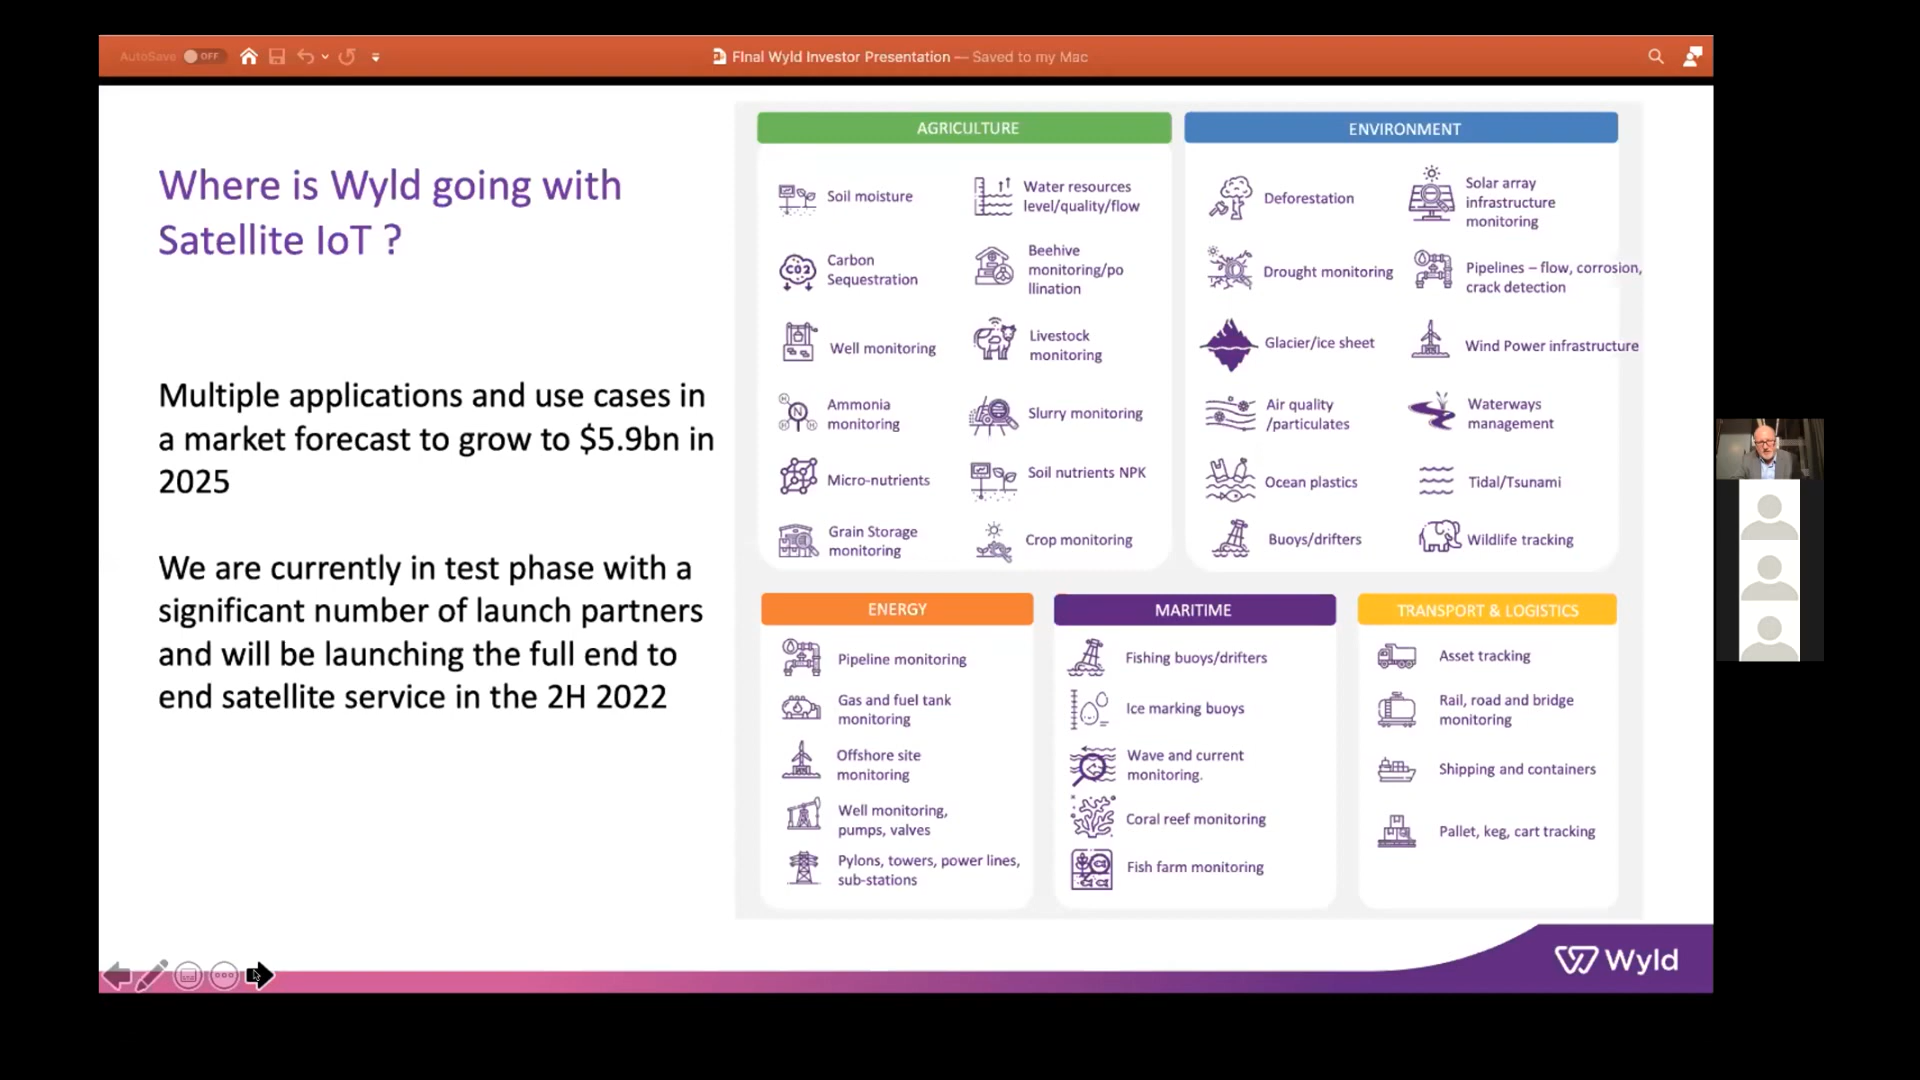 AutoSave OFF
FInal Wyld Investor Presentation — Saved to my Mac
Where is Wyld going with
Satellite IoT ?
Multiple applications and use cases in
a market forecast to grow to $5.9bn in
2025
We are currently in test phase with a
significant number of launch partners
and will be launching the full end to
end satellite service in the 2H 2022
AGRICULTURE
Soil moisture
Water resources
level/quality/flow
CO2
Carbon
Sequestration
Beehive
monitoring/po
llination
Well monitoring
Livestock
monitoring
H
N
H
H
Ammonia
monitoring
Slurry monitoring
Micro-nutrients
Soil nutrients NPK
Grain Storage
monitoring
Crop monitoring
ENVIRONMENT
Deforestation
Solar array
infrastructure
monitoring
Drought monitoring
Pipelines – flow, corrosion,
crack detection
Glacier/ice sheet
Wind Power infrastructure
Air quality
/particulates
Waterways
management
Ocean plastics
Tidal/Tsunami
Buoys/drifters
Wildlife tracking
ENERGY
Pipeline monitoring
Gas and fuel tank
monitoring
Offshore site
monitoring
Well monitoring,
pumps, valves
Pylons, towers, power lines,
sub-stations
MARITIME
Fishing buoys/drifters
Ice marking buoys
Wave and current
monitoring.
Coral reef monitoring
Fish farm monitoring
TRANSPORT & LOGISTICS
Asset tracking
Rail, road and bridge
monitoring
Shipping and containers
Pallet, keg, cart tracking
Wyld